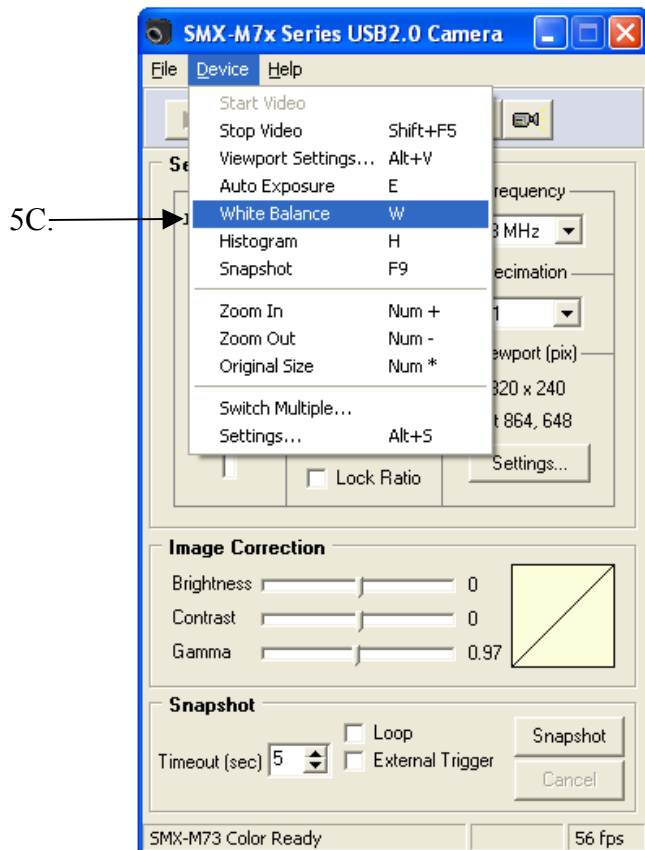 SMX-M7x Series USB2.0 Camera
File Device Help
Start Video
Stop Video Shift+F5
Viewport Settings... Alt+V
Auto Exposure E
5C.
White Balance W
Histogram H
Snapshot F9
Zoom In Num +
Zoom Out Num -
Original Size Num *
Switch Multiple...
Settings... Alt+S
Se
requency
MHz
ecimation
1
ewport (pix)
320 x 240
t 864, 648
Settings...
Lock Ratio
Image Correction
Brightness 0
Contrast 0
Gamma 0.97
Snapshot
Loop
Timeout (sec) 5
External Trigger
Snapshot
Cancel
SMX-M73 Color Ready 56 fps